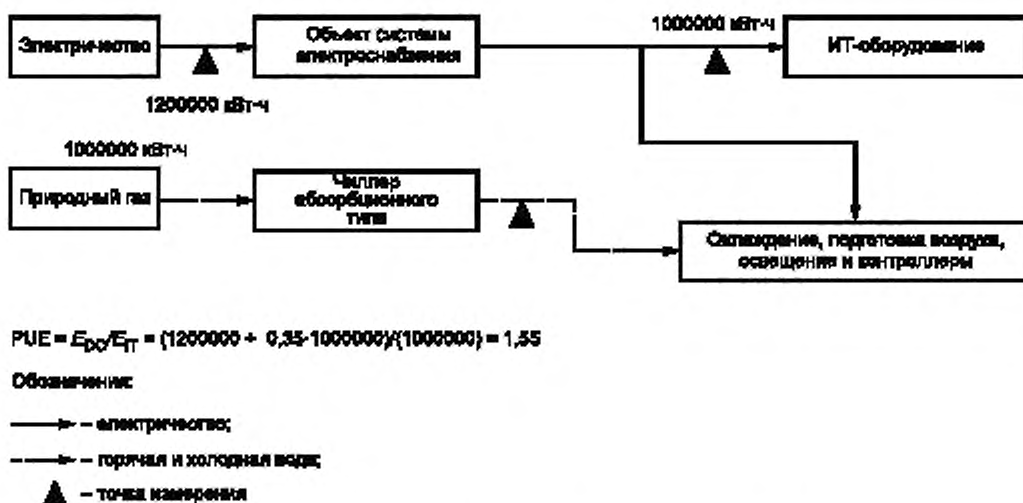 Электричество
Объект системы
электроснабжения
1000000 кВт-ч
ИТ-оборудование
1200000 кВт-ч
1000000 кВт-ч
Природный газ
Чиллер
абсорбционного
типа
Охлаждение, подготовка воздуха,
освещение и контроллеры
PUE = E_DC/E_IT = (1200000 + 0,35·1000000)/(1000000) = 1,55
Обозначения:
– электричество;
– горячая и холодная вода;
– точка измерения